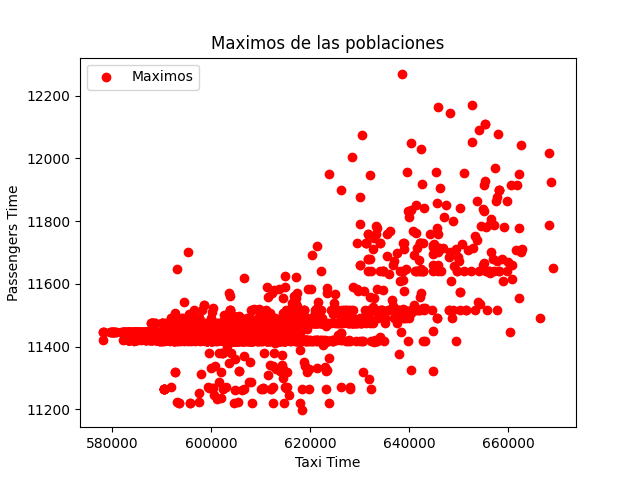 Maximos de las poblaciones
Maximos
Passengers Time
12200
12000
11800
11600
11400
11200
580000 600000 620000 640000 660000
Taxi Time